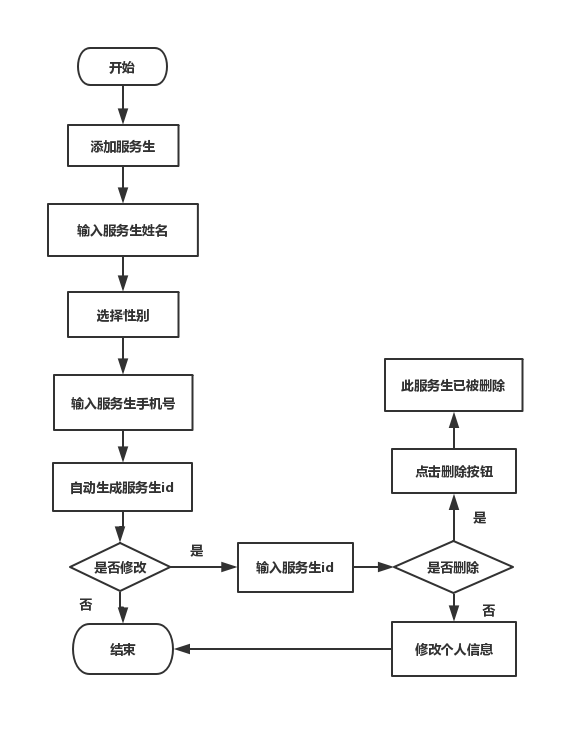 开始
添加服务生
输入服务生姓名
选择性别
输入服务生手机号
自动生成服务生id
是否修改
是
输入服务生id
是否删除
是
点击删除按钮
此服务生已被删除
否
修改个人信息
否
结束